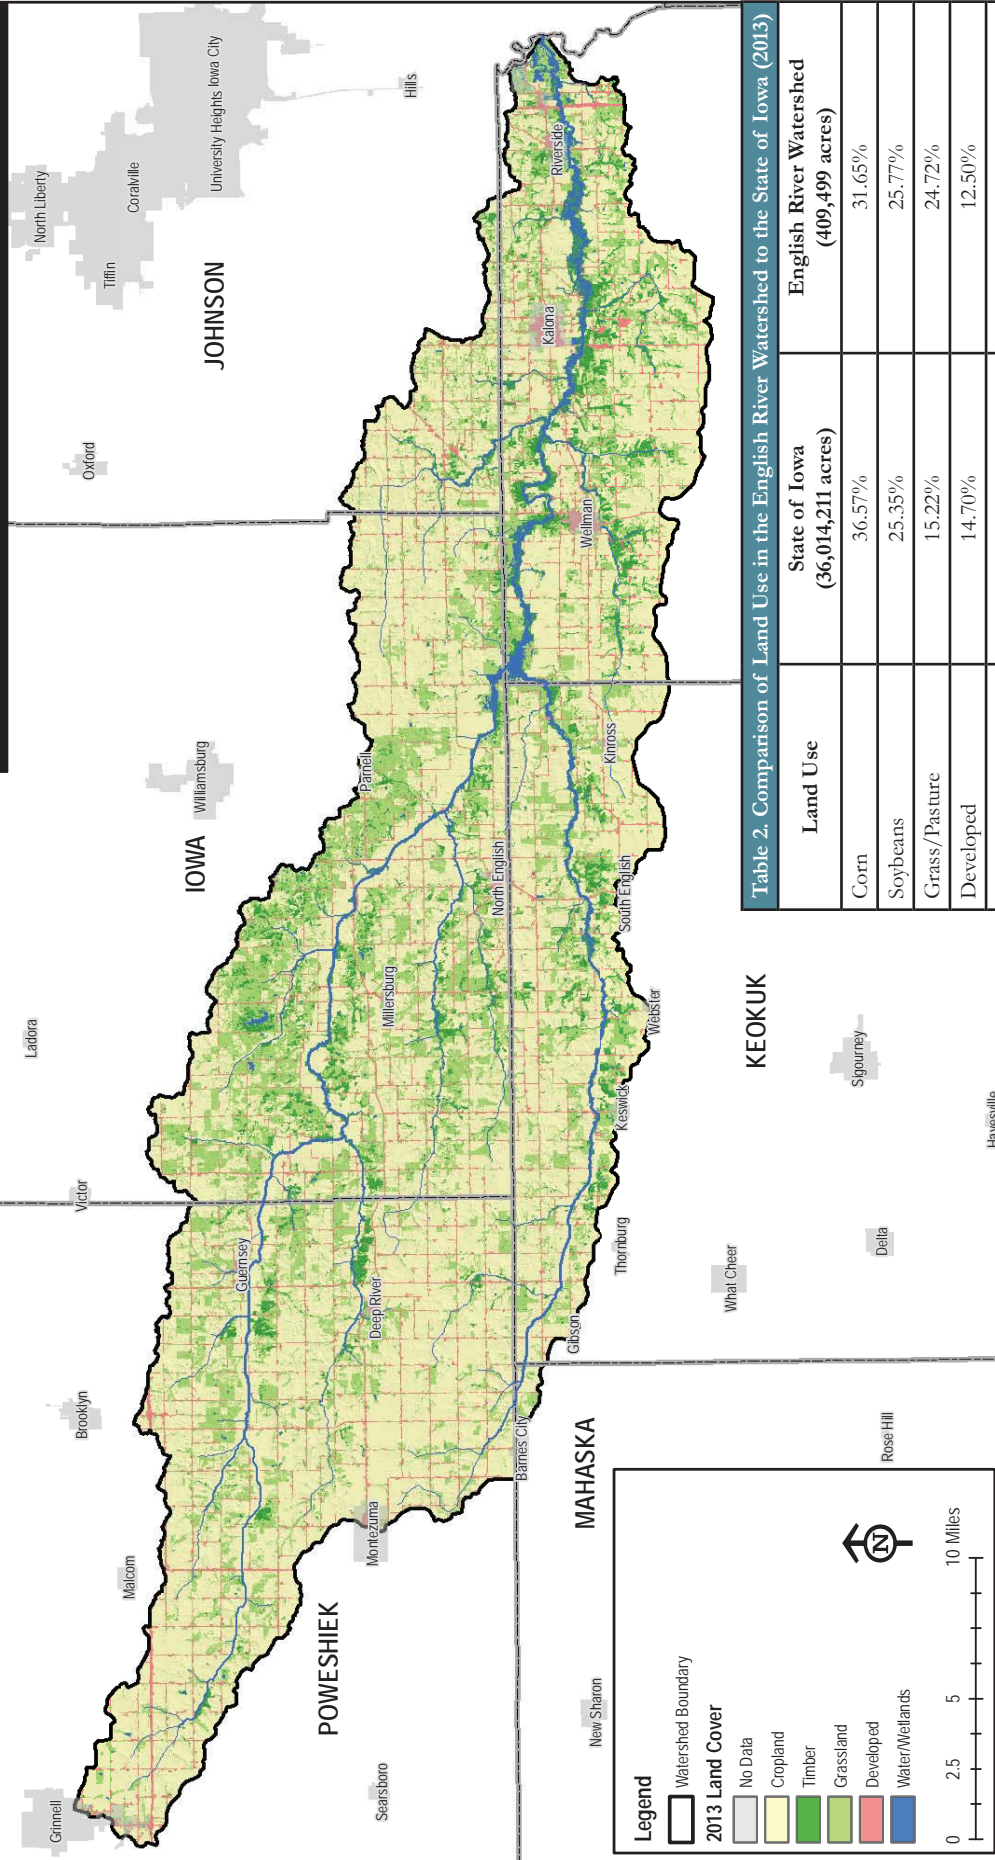 Grinnell
Malcom
Brooklyn
Victor
Ladora
Williamsburg
Oxford
Tiffin
North Liberty
Coralville
University Heights
Iowa City
Hills
JOHNSON
IOWA
POWESHIEK
Searsboro
Montezuma
Guernsey
Deep River
Millersburg
Parnell
North English
Barnes City
Gibson
Thornburg
Keswick
Webster
South English
Kinross
Wellman
Kalona
Riverside
MAHASKA
KEOKUK
New Sharon
Rose Hill
What Cheer
Delta
Sigourney
Hayesville
Legend
Watershed Boundary
2013 Land Cover
No Data
Cropland
Timber
Grassland
Developed
Water/Wetlands
N
0 2.5 5 10 Miles
Table 2. Comparison of Land Use in the English River Watershed to the State of Iowa (2013)
Land Use State of Iowa (36,014,211 acres) English River Watershed (409,499 acres)
Corn 36.57% 31.65%
Soybeans 25.35% 25.77%
Grass/Pasture 15.22% 24.72%
Developed 14.70% 12.50%